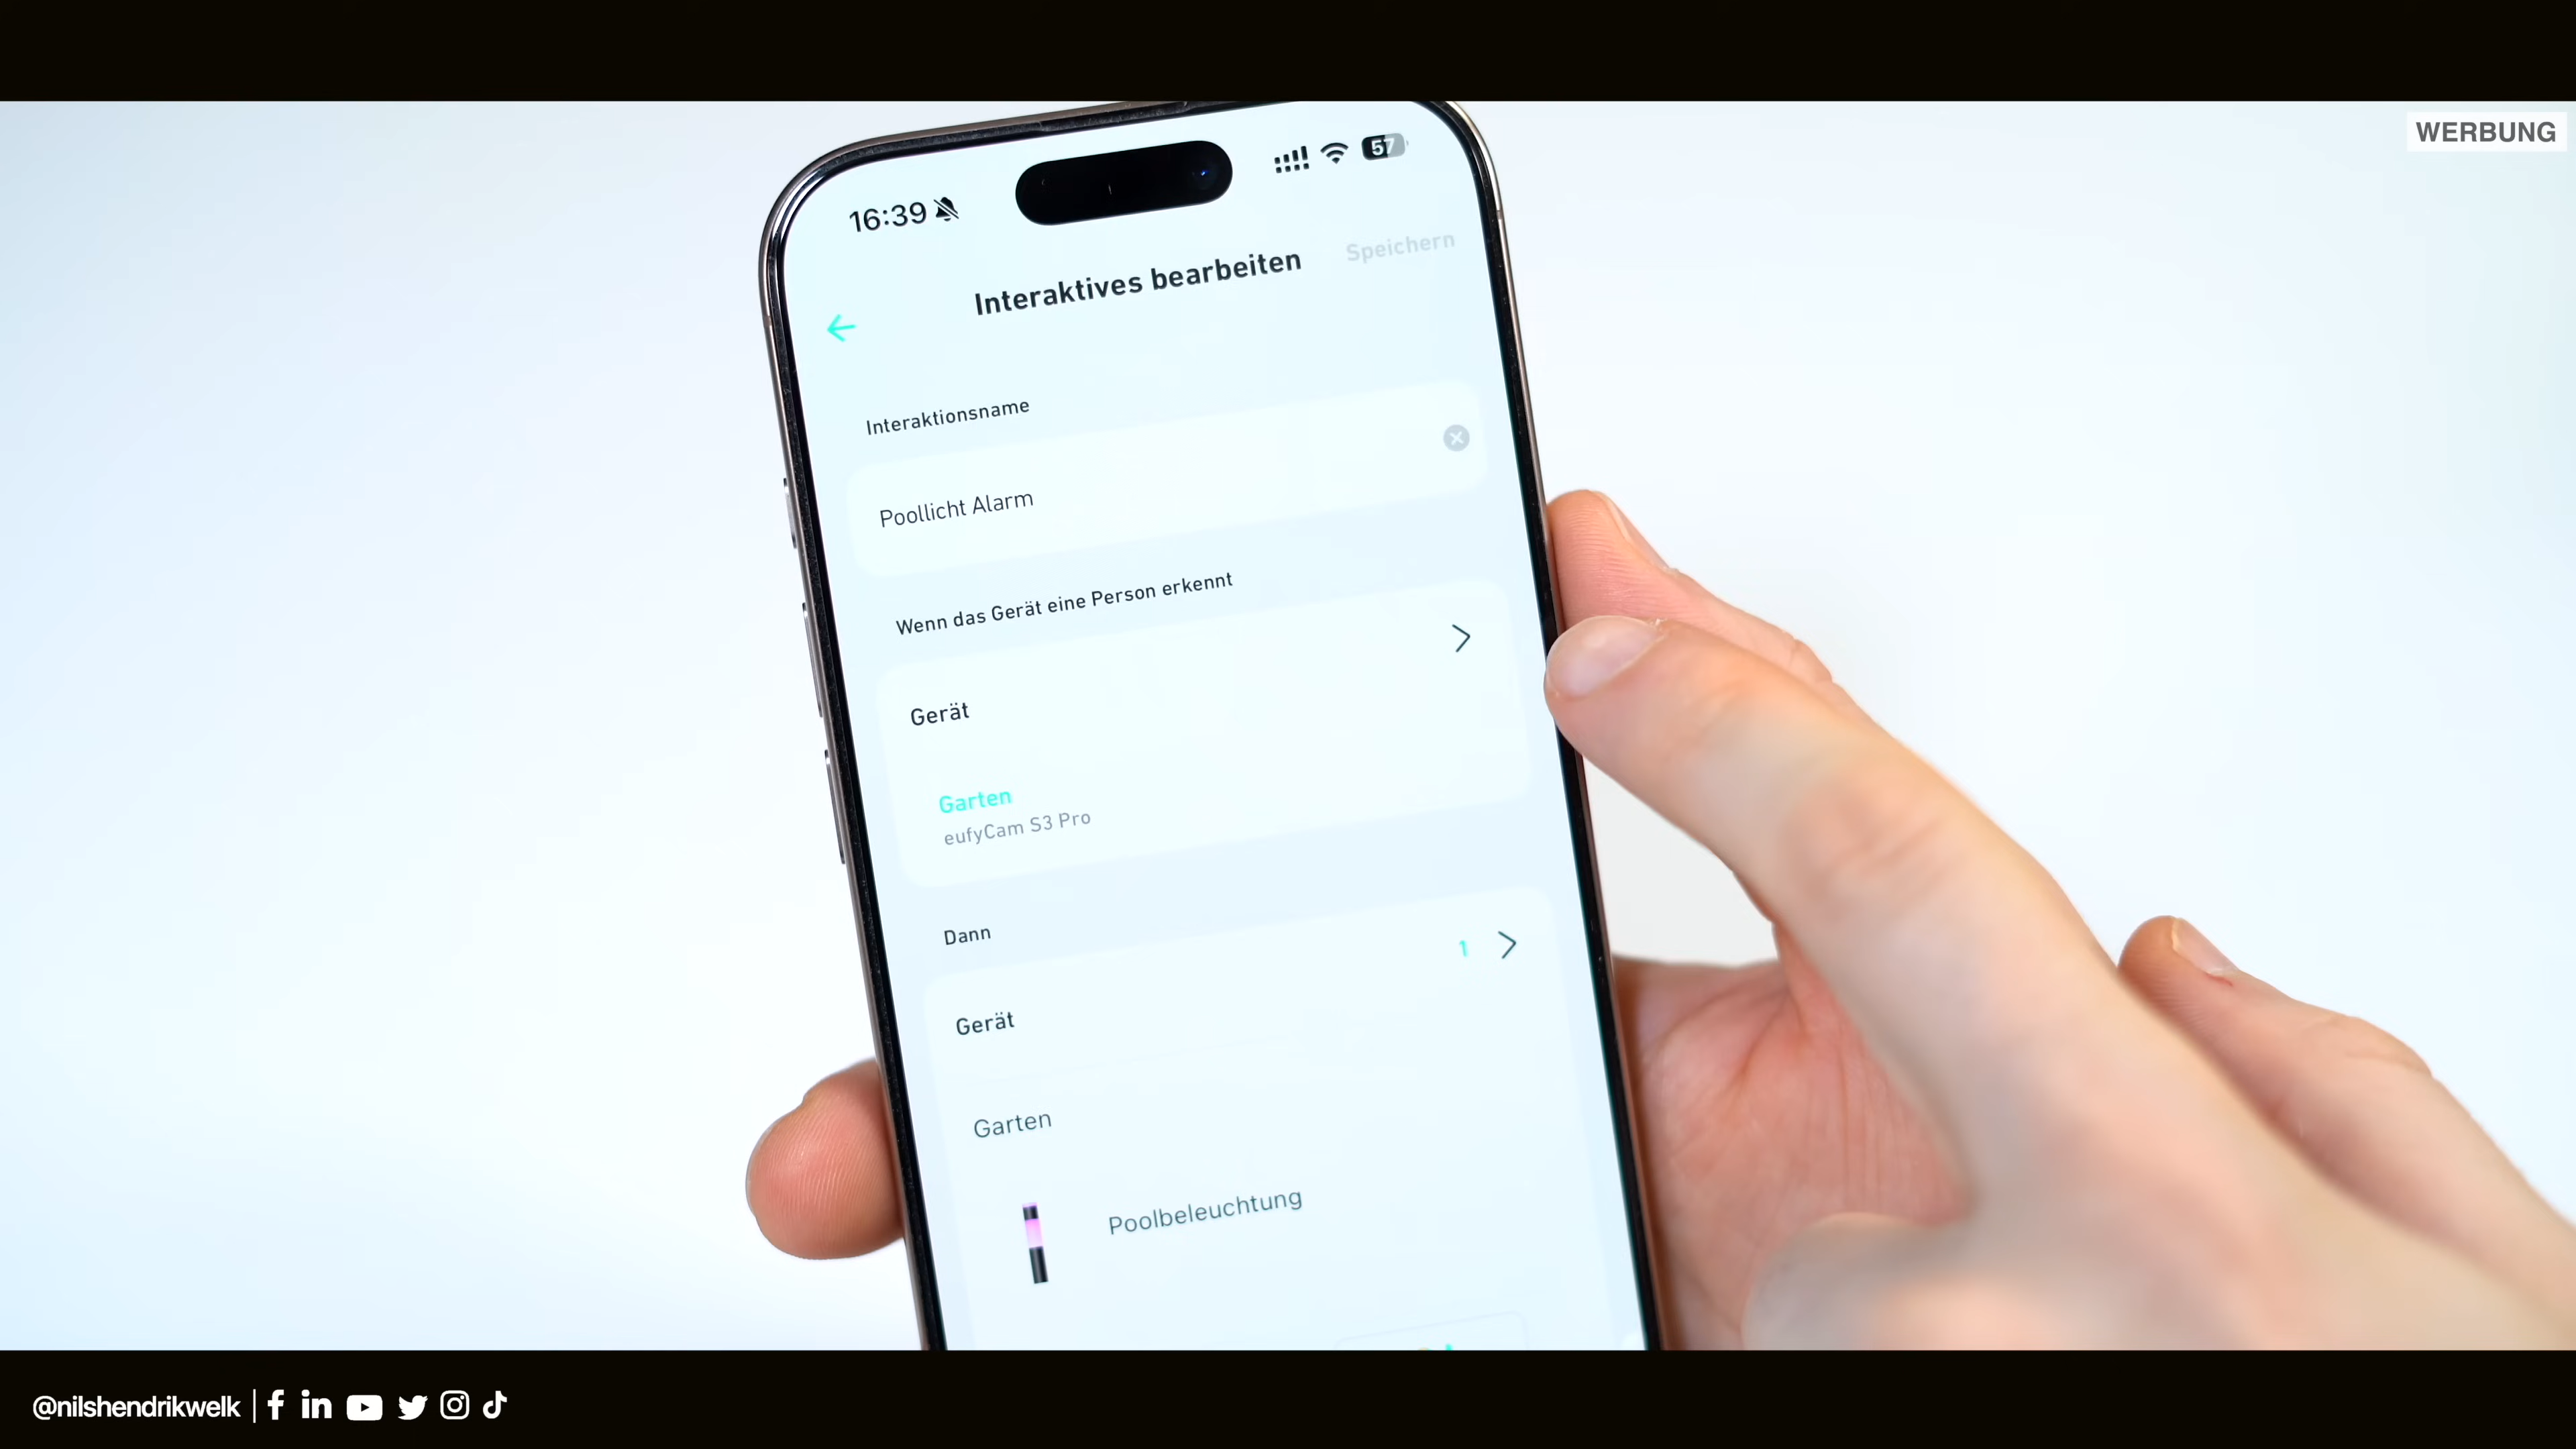 WERBUNG
16:39
57
Speichern
Interaktives bearbeiten
Interaktionsname
Poollicht Alarm
Wenn das Gerät eine Person erkennt
Gerät
Garten
eufyCam S3 Pro
Dann
1
Gerät
Garten
Poolbeleuchtung
@nilshendrikwelk